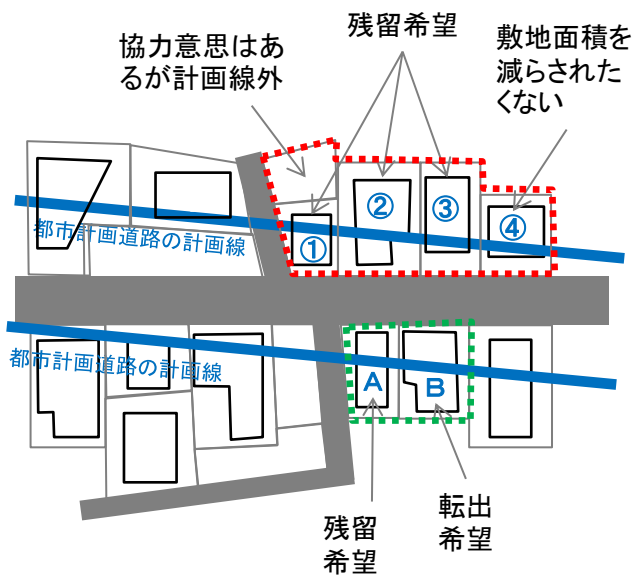 協力意思はあ
るが計画線外
残留希望
敷地面積を
減らされた
くない
①
②
③
④
都市計画道路の計画線
都市計画道路の計画線
A
B
残留
希望
転出
希望